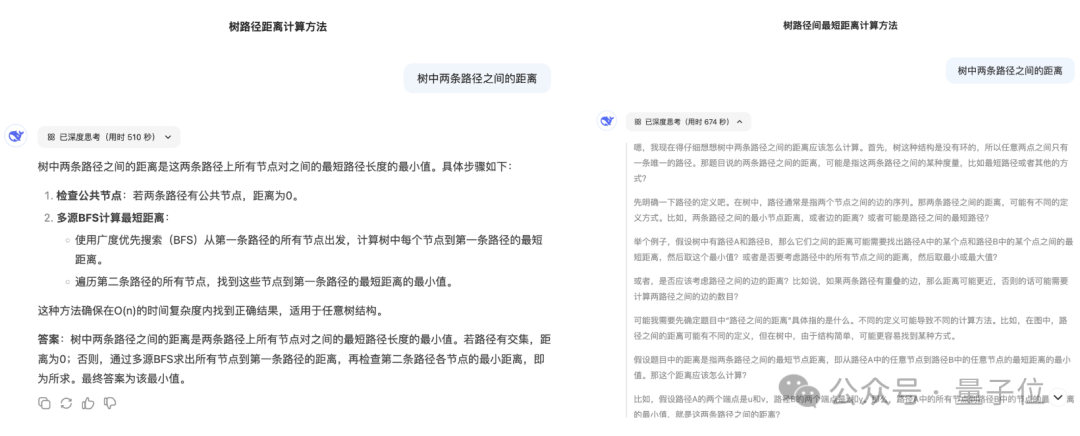 树路径距离计算方法
树中两条路径之间的距离
已深度思考（用时 510 秒）
树中两条路径之间的距离是这两条路径上所有节点对之间的最短路径长度的最小值。具体步骤如下：
1. 检查公共节点：若两条路径有公共节点，距离为0。
2. 多源BFS计算最短距离：
使用广度优先搜索（BFS）从第一条路径的所有节点出发，计算树中每个节点到第一条路径的最短
距离。
遍历第二条路径的所有节点，找到这些节点到第一条路径的最短距离的最小值。
这种方法确保在O(n)的时间复杂度内找到正确结果，适用于任意树结构。
答案：树中两条路径之间的距离是两条路径上所有节点对之间的最短路径长度的最小值。若路径有交集，距
离为0；否则，通过多源BFS求出所有节点到第一条路径的距离，再检查第二条路径各节点的最小距离，即
为所求。最终答案为该最小值。
树路径间最短距离计算方法
树中两条路径之间的距离
已深度思考（用时 674 秒）
嗯，我现在得仔细想想树中两条路径之间的距离应该怎么计算。首先，树这种结构是没有环的，所以任意两点之间只有
一条唯一的路径。那题目说的两条路径之间的距离，可能是指这两条路径之间的某种度量，比如最短路径或者其他的方
式？
先明确一下路径的定义吧。在树中，路径通常是指两个节点之间的边的序列。那两条路径之间的距离，可能有不同的定
义方式。比如，两条路径之间的最小节点距离，或者边的距离？或者可能是路径之间的最短路径？
举个例子，假设树中有路径A和路径B，那么它们之间的距离可能需要找出路径A中的某个点和路径B中的某个点之间的最
短距离，然后取这个最小值？或者是否要考虑路径中的所有节点之间的距离，然后取最小或最大值？
或者，是否应该考虑路径之间的边的距离？比如说，如果两条路径有重叠的边，那么距离可能更近，否则的话可能需要
计算两路径之间的边的数目？
可能我需要先确定题目中“路径之间的距离”具体指的是什么。不同的定义可能导致不同的计算方法。比如，在图中，路
径之间的距离可能有不同的定义，但在树中，由于结构简单，可能更容易找到某种方式。
假设题目中的距离是指两条路径之间的最短节点距离，即从路径A中的任意节点到路径B中的任意节点的最短距离的最小
值。那这个距离应该怎么计算？
比如，假设路径A的两个端点是u和v，路径B的两个端点是 路径A中的所有节点 路径B中的节点的最 离
的最小值，就是这两条路径之间的距离？
公众号·量子位